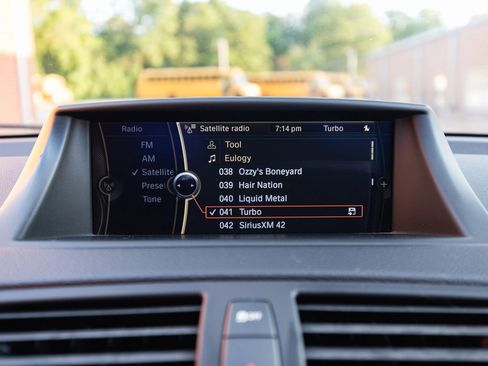 Radio
FM
AM
✓ Satellite
Preset
Tone
Satellite radio 7:14 pm Turbo
Tool
Eulogy
038 Ozzy's Boneyard
039 Hair Nation
040 Liquid Metal
✓ 041 Turbo
042 SiriusXM 42